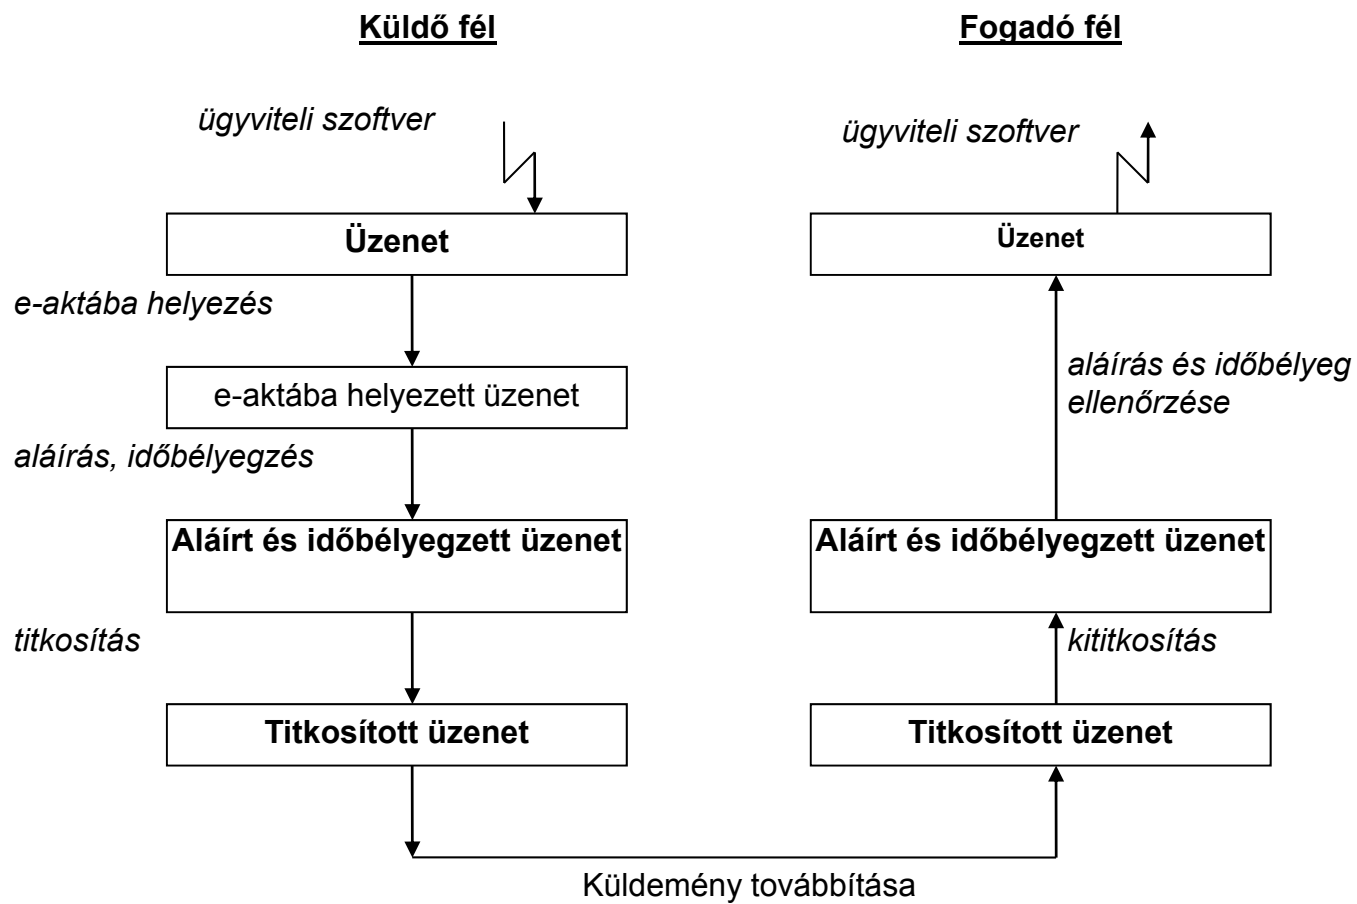 Küldő fél
Fogadó fél
ügyviteli szoftver
ügyviteli szoftver
Üzenet
Üzenet
e-aktába helyezés
e-aktába helyezett üzenet
aláírás és időbélyeg
ellenőrzése
aláírás, időbélyegzés
Aláírt és időbélyegzett üzenet
Aláírt és időbélyegzett üzenet
titkosítás
kititkosítás
Titkosított üzenet
Titkosított üzenet
Küldemény továbbítása